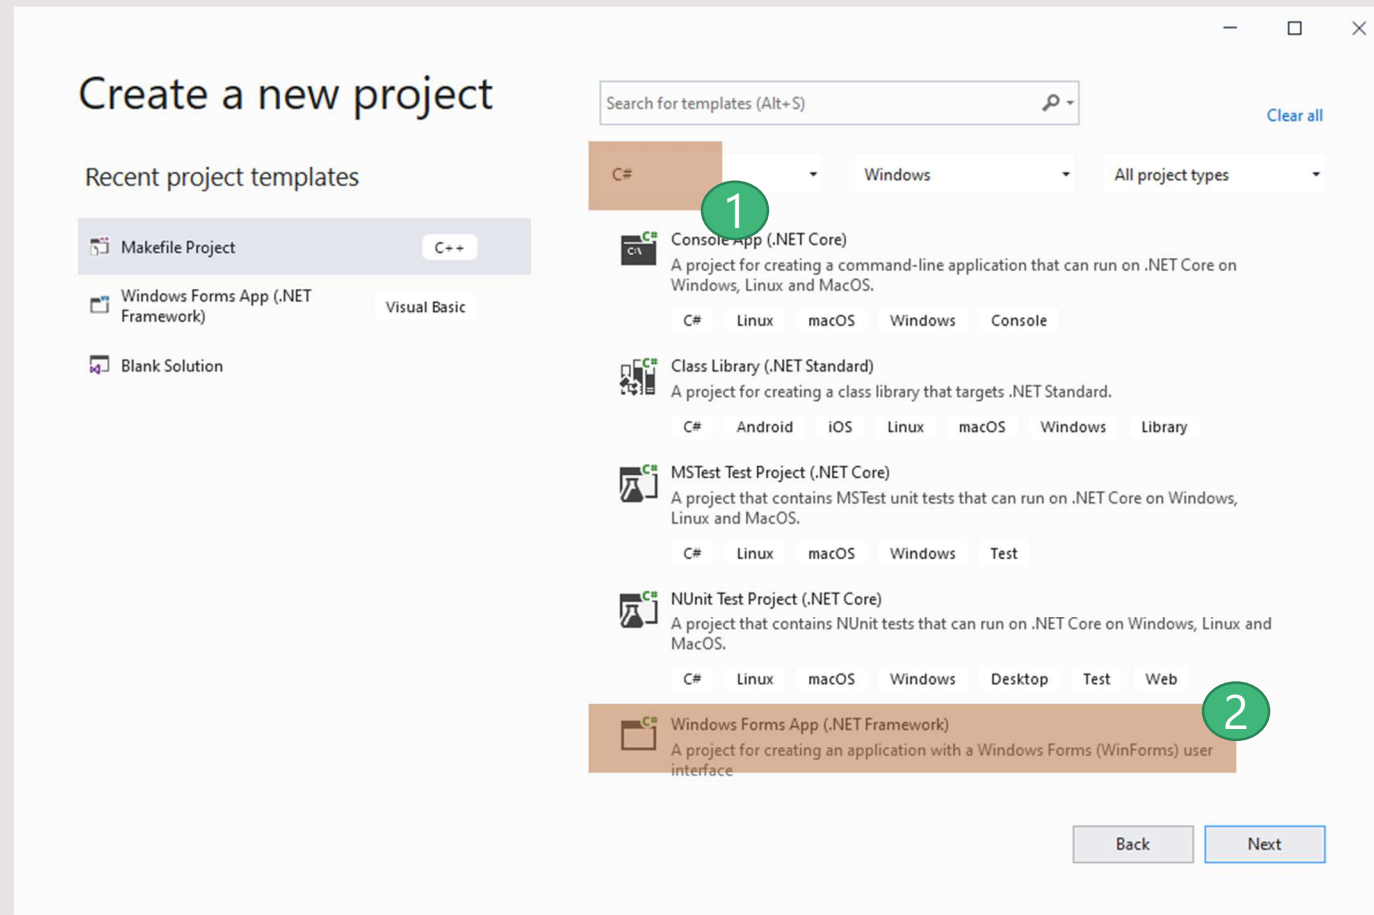 Create a new project
Recent project templates
Makefile Project C++
Windows Forms App (.NET
Framework)
Visual Basic
Blank Solution
Search for templates (Alt+S)
Clear all
C# Windows All project types
1
C#
Console App (.NET Core)
C:\
A project for creating a command-line application that can run on .NET Core on
Windows, Linux and MacOS.
C# Linux macOS Windows Console
C#
Class Library (.NET Standard)
A project for creating a class library that targets .NET Standard.
C# Android iOS Linux macOS Windows Library
C#
MSTest Test Project (.NET Core)
A project that contains MSTest unit tests that can run on .NET Core on Windows,
Linux and MacOS.
C# Linux macOS Windows Test
C#
NUnit Test Project (.NET Core)
A project that contains NUnit tests that can run on .NET Core on Windows, Linux and
MacOS.
C# Linux macOS Windows Desktop Test Web
2
C#
Windows Forms App (.NET Framework)
A project for creating an application with a Windows Forms (WinForms) user
interface
Back Next